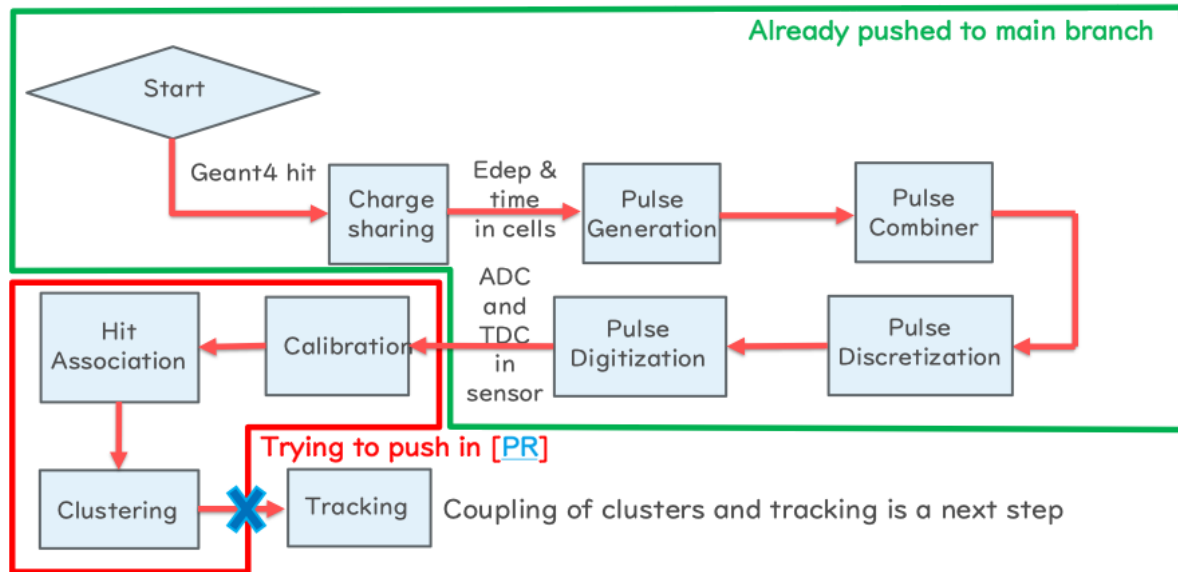 Already pushed to main branch
Start
Geant4 hit
Charge
sharing
Edep &
time
in cells
Pulse
Generation
Pulse
Combiner
Pulse
Discretization
Pulse
Digitization
ADC
and
TDC
in
sensor
Calibration
Hit
Association
Trying to push in [PR]
Clustering
Tracking
Coupling of clusters and tracking is a next step